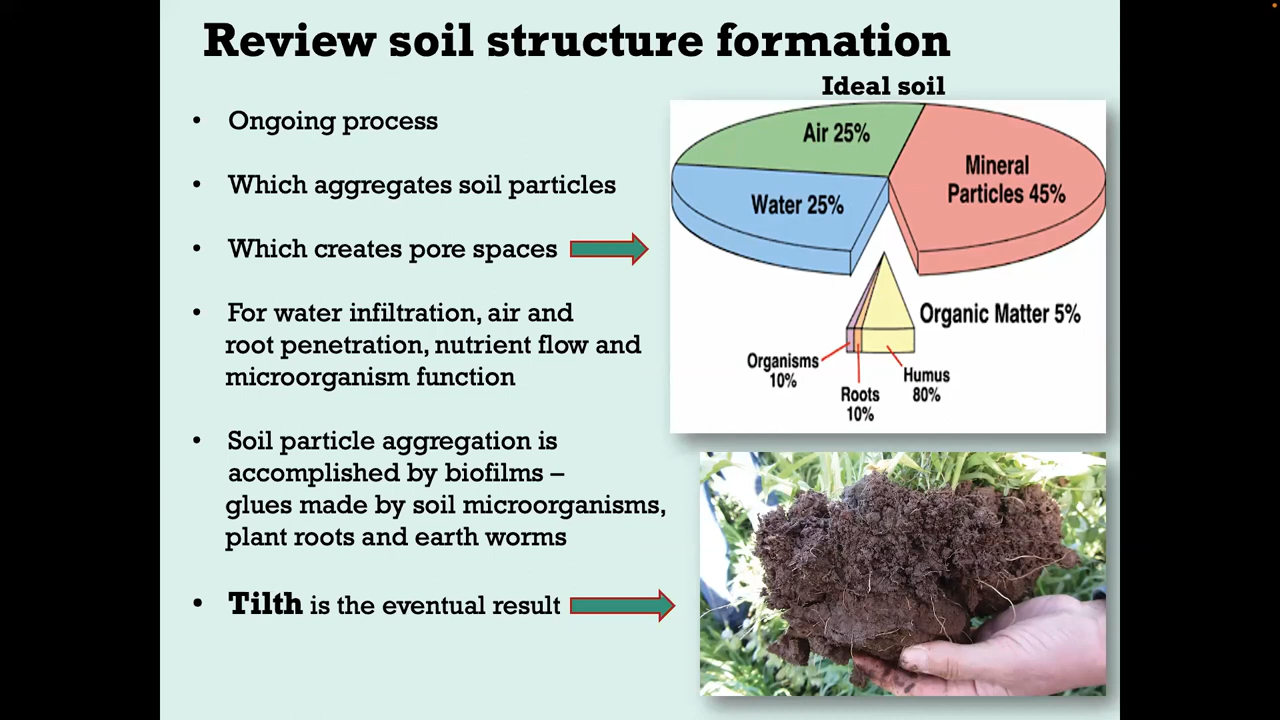 Review soil structure formation
• Ongoing process
• Which aggregates soil particles
• Which creates pore spaces
• For water infiltration, air and
root penetration, nutrient flow and
microorganism function
• Soil particle aggregation is
accomplished by biofilms –
glues made by soil microorganisms,
plant roots and earth worms
• Tilth is the eventual result
Ideal soil
Air 25%
Mineral
Particles 45%
Water 25%
Organic Matter 5%
Organisms
10%
Roots
10%
Humus
80%